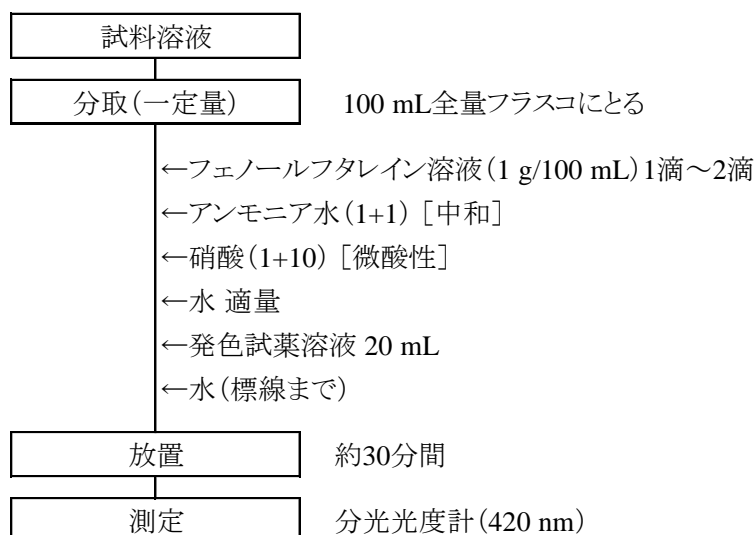 試料溶液
分取(一定量) 100 mL全量フラスコにとる
←フェノールフタレイン溶液(1 g/100 mL)1滴～2滴
←アンモニア水(1+1) [中和]
←硝酸(1+10) [微酸性]
←水 適量
←発色試薬溶液 20 mL
←水(標線まで)
放置 約30分間
測定 分光光度計(420 nm)